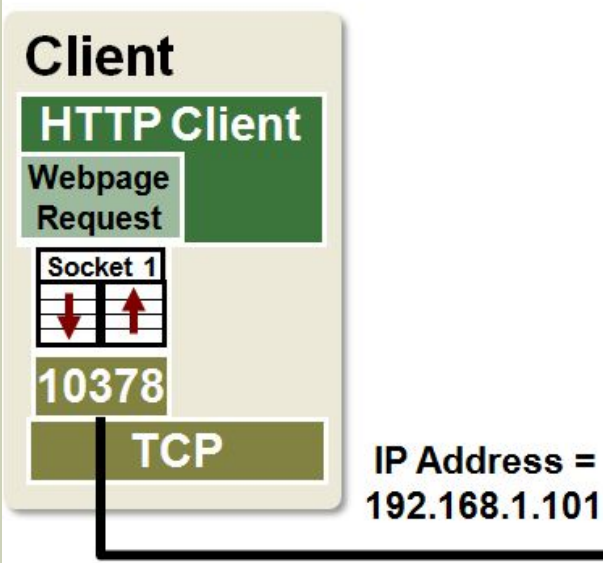 Client
HTTP Client
Webpage
Request
Socket 1
10378
TCP
IP Address =
192.168.1.101